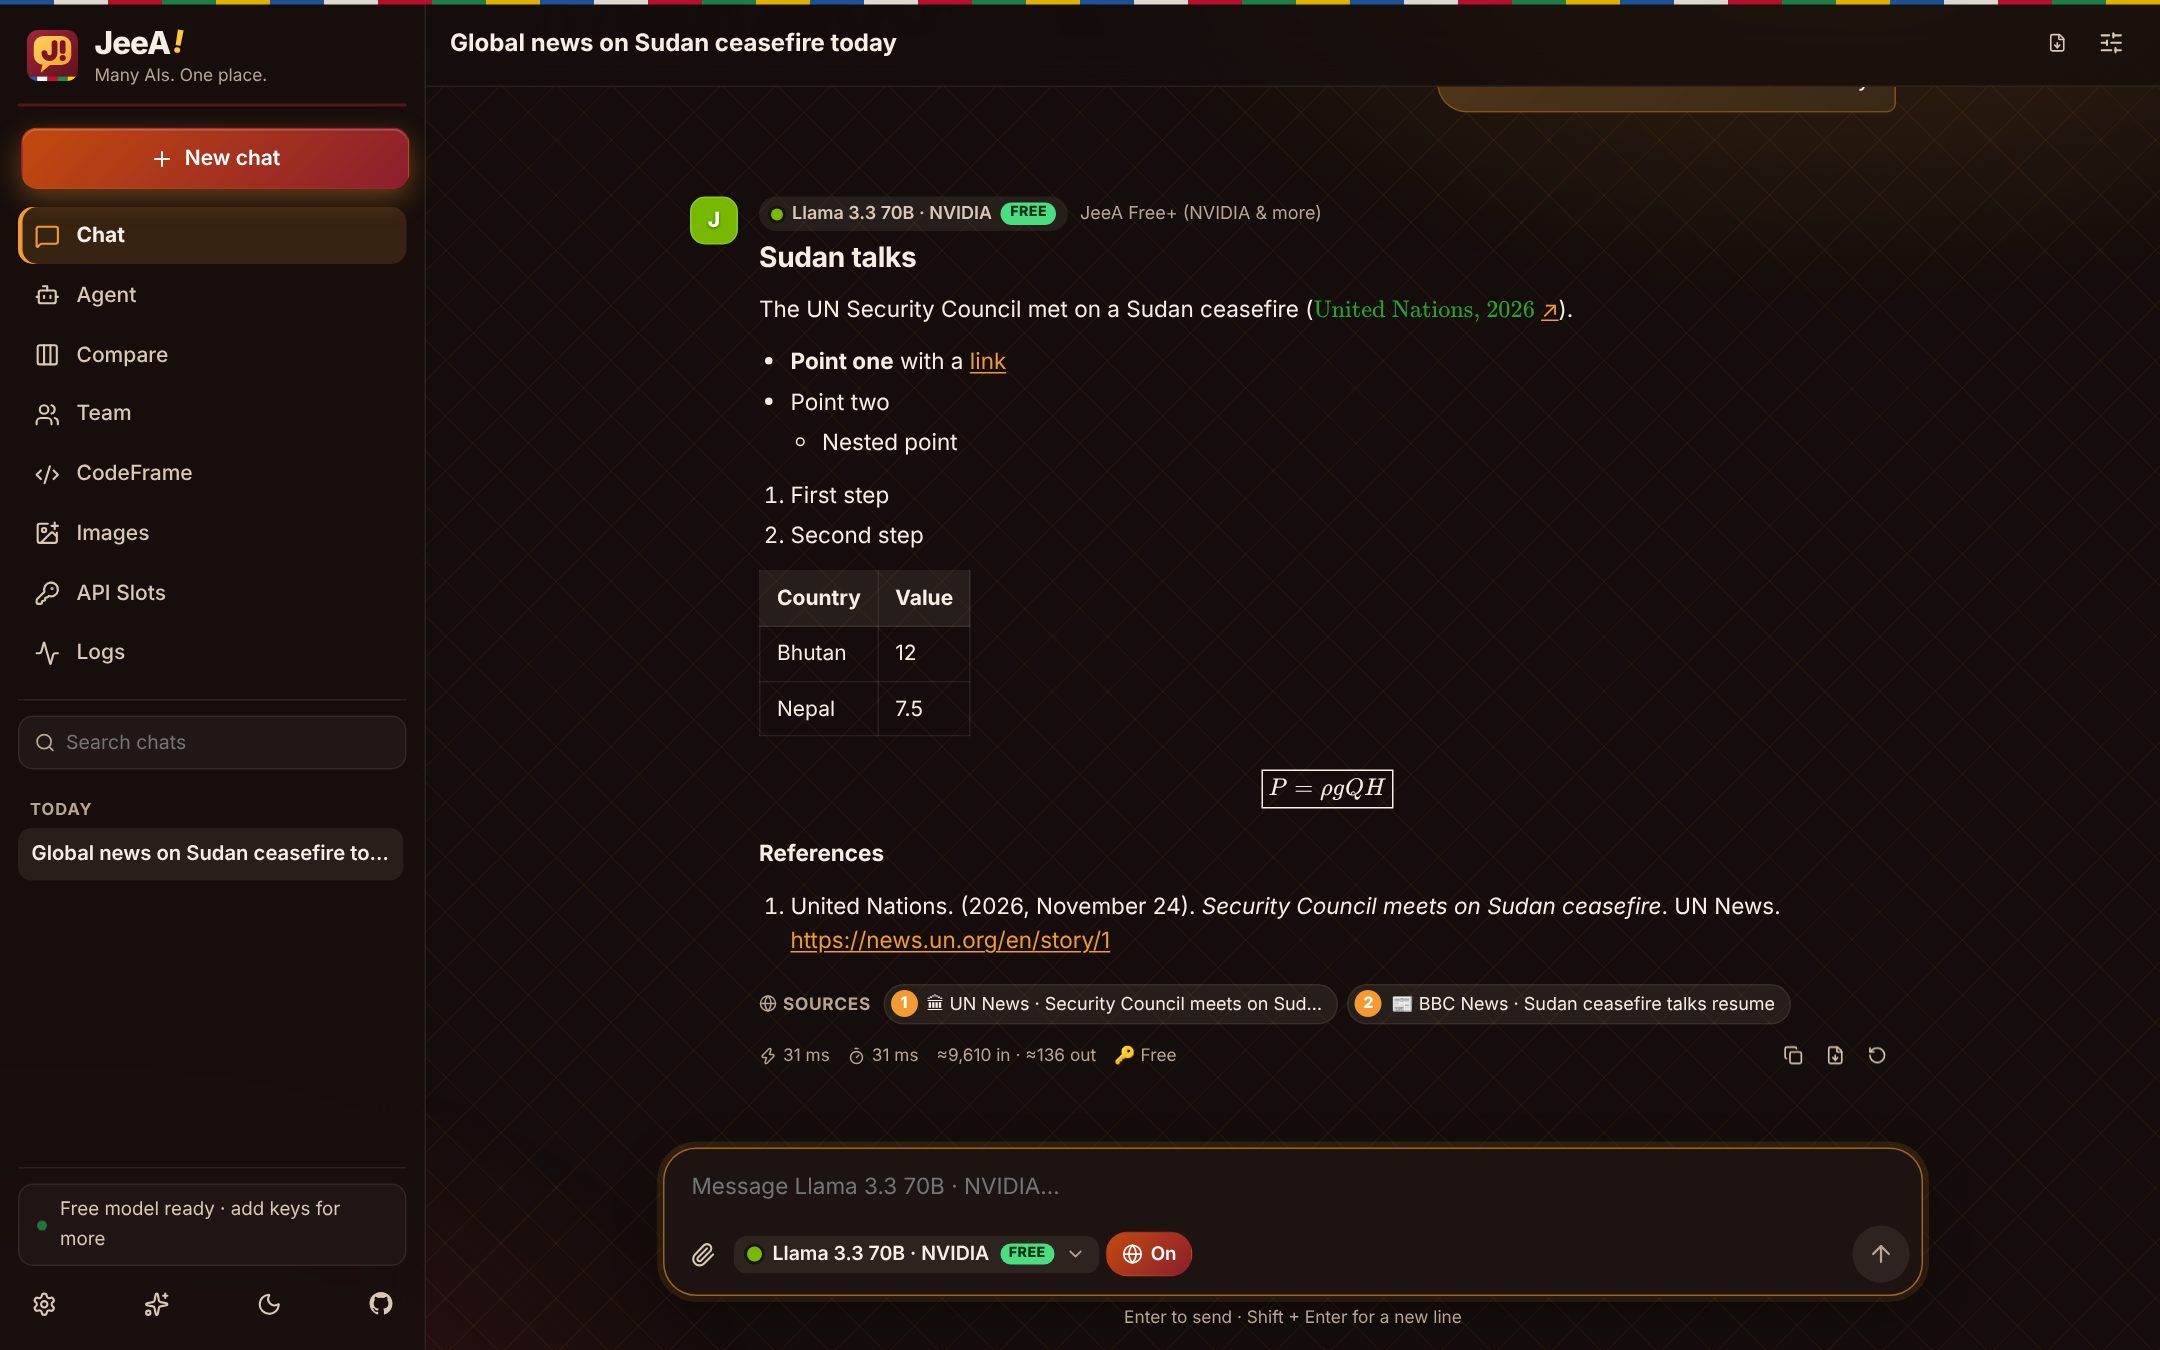 JeeA!
Many AIs. One place.
New chat
Chat
Agent
Compare
Team
CodeFrame
Images
API Slots
Logs
Search chats
TODAY
Global news on Sudan ceasefire to...
Free model ready · add keys for
more
Global news on Sudan ceasefire today
J
Llama 3.3 70B · NVIDIA FREE JeeA Free+ (NVIDIA & more)
Sudan talks
The UN Security Council met on a Sudan ceasefire (United Nations, 2026 ↗).
• Point one with a link
• Point two
◦ Nested point
1. First step
2. Second step
Country Value
Bhutan 12
Nepal 7.5
P = ρgQH
References
1. United Nations. (2026, November 24). Security Council meets on Sudan ceasefire. UN News.
https://news.un.org/en/story/1
SOURCES 1 🏛 UN News · Security Council meets on Sud... 2 📰 BBC News · Sudan ceasefire talks resume
31 ms 31 ms ≈9,610 in · ≈136 out 🔑 Free
Message Llama 3.3 70B · NVIDIA...
Llama 3.3 70B · NVIDIA FREE On
Enter to send · Shift + Enter for a new line